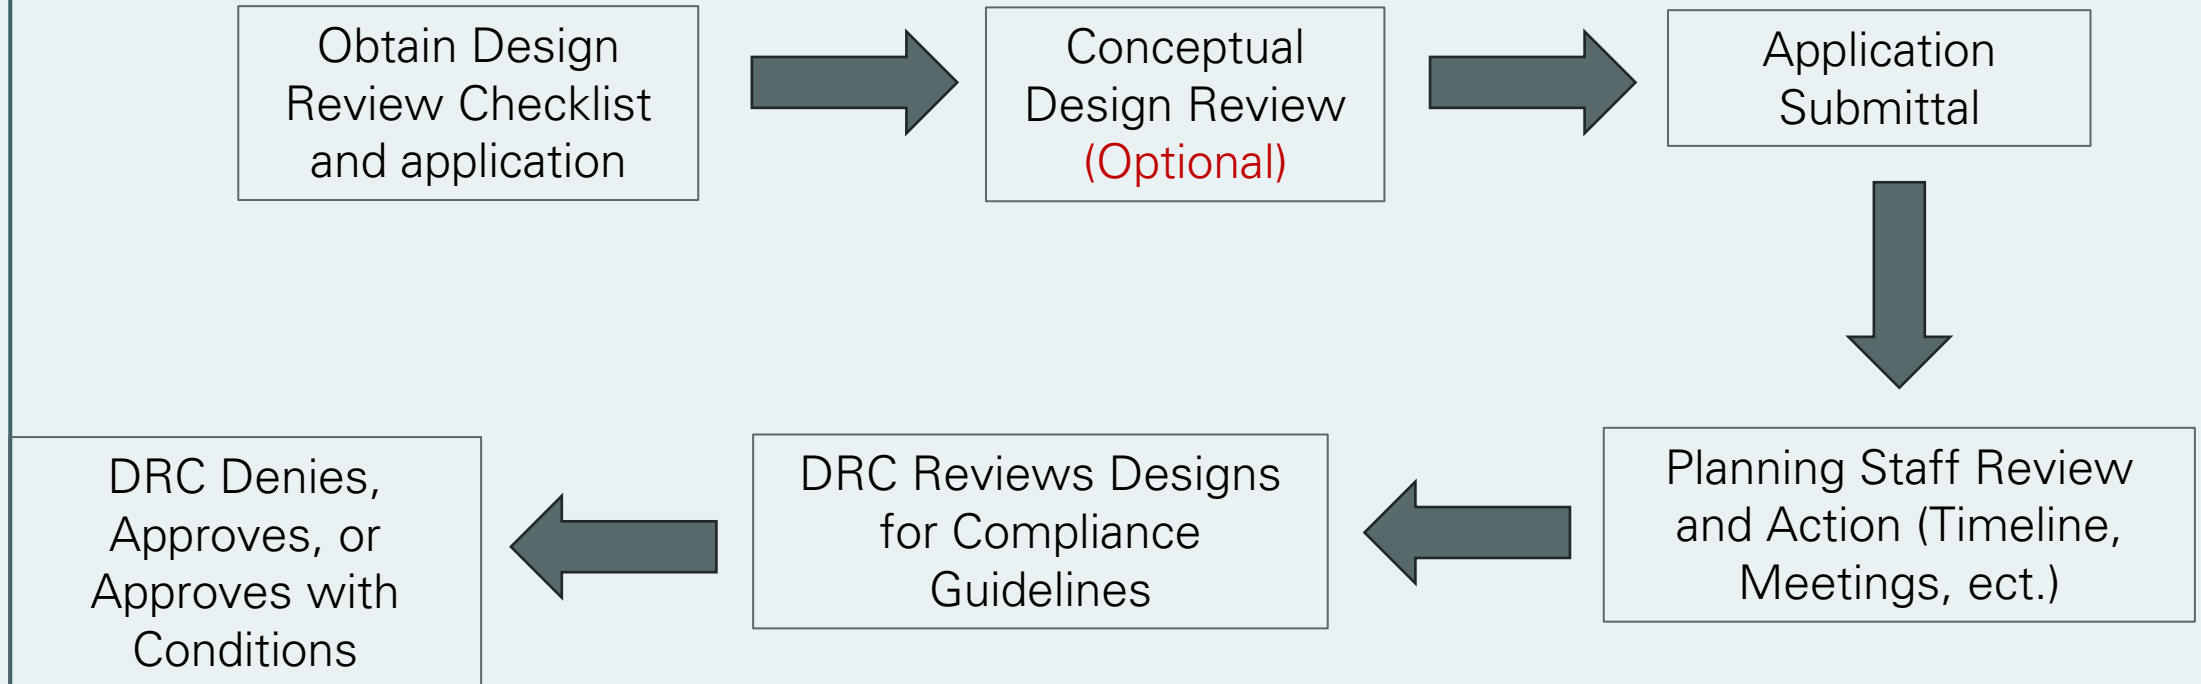 Obtain Design
Review Checklist
and application
Conceptual
Design Review
(Optional)
Application
Submittal
Planning Staff Review
and Action (Timeline,
Meetings, ect.)
DRC Reviews Designs
for Compliance
Guidelines
DRC Denies,
Approves, or
Approves with
Conditions